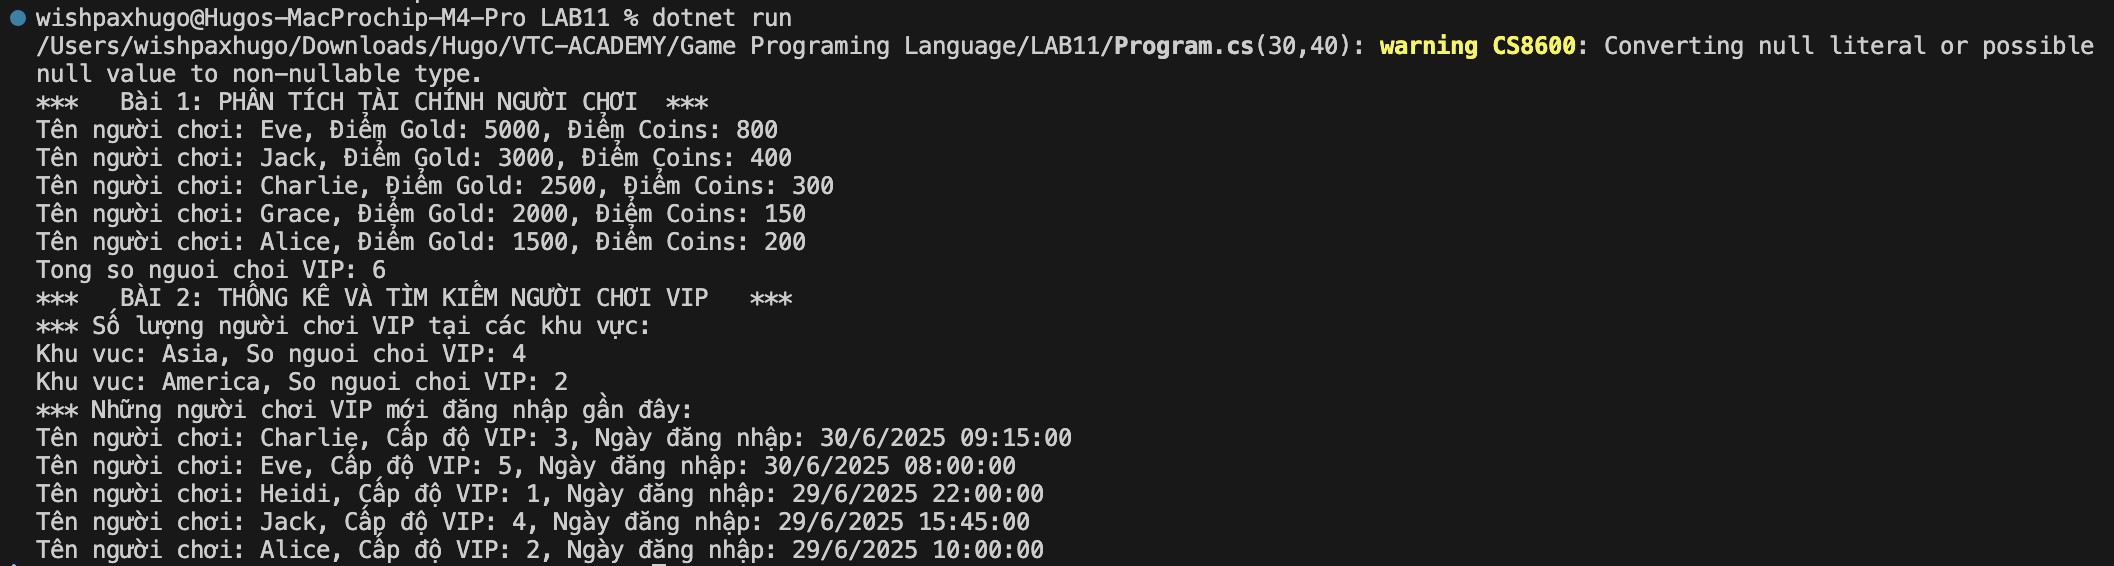 wishpaxhugo@Hugos-MacProchip-M4-Pro LAB11 % dotnet run
/Users/wishpaxhugo/Downloads/Hugo/VTC-ACADEMY/Game Programing Language/LAB11/Program.cs(30,40): warning CS8600: Converting null literal or possible
null value to non-nullable type.
***   Bài 1: PHÂN TÍCH TÀI CHÍNH NGƯỜI CHƠI  ***
Tên người chơi: Eve, Điểm Gold: 5000, Điểm Coins: 800
Tên người chơi: Jack, Điểm Gold: 3000, Điểm Coins: 400
Tên người chơi: Charlie, Điểm Gold: 2500, Điểm Coins: 300
Tên người chơi: Grace, Điểm Gold: 2000, Điểm Coins: 150
Tên người chơi: Alice, Điểm Gold: 1500, Điểm Coins: 200
Tong so nguoi choi VIP: 6
***   BÀI 2: THỐNG KÊ VÀ TÌM KIẾM NGƯỜI CHƠI VIP   ***
*** Số lượng người chơi VIP tại các khu vực:
Khu vuc: Asia, So nguoi choi VIP: 4
Khu vuc: America, So nguoi choi VIP: 2
*** Những người chơi VIP mới đăng nhập gần đây:
Tên người chơi: Charlie, Cấp độ VIP: 3, Ngày đăng nhập: 30/6/2025 09:15:00
Tên người chơi: Eve, Cấp độ VIP: 5, Ngày đăng nhập: 30/6/2025 08:00:00
Tên người chơi: Heidi, Cấp độ VIP: 1, Ngày đăng nhập: 29/6/2025 22:00:00
Tên người chơi: Jack, Cấp độ VIP: 4, Ngày đăng nhập: 29/6/2025 15:45:00
Tên người chơi: Alice, Cấp độ VIP: 2, Ngày đăng nhập: 29/6/2025 10:00:00